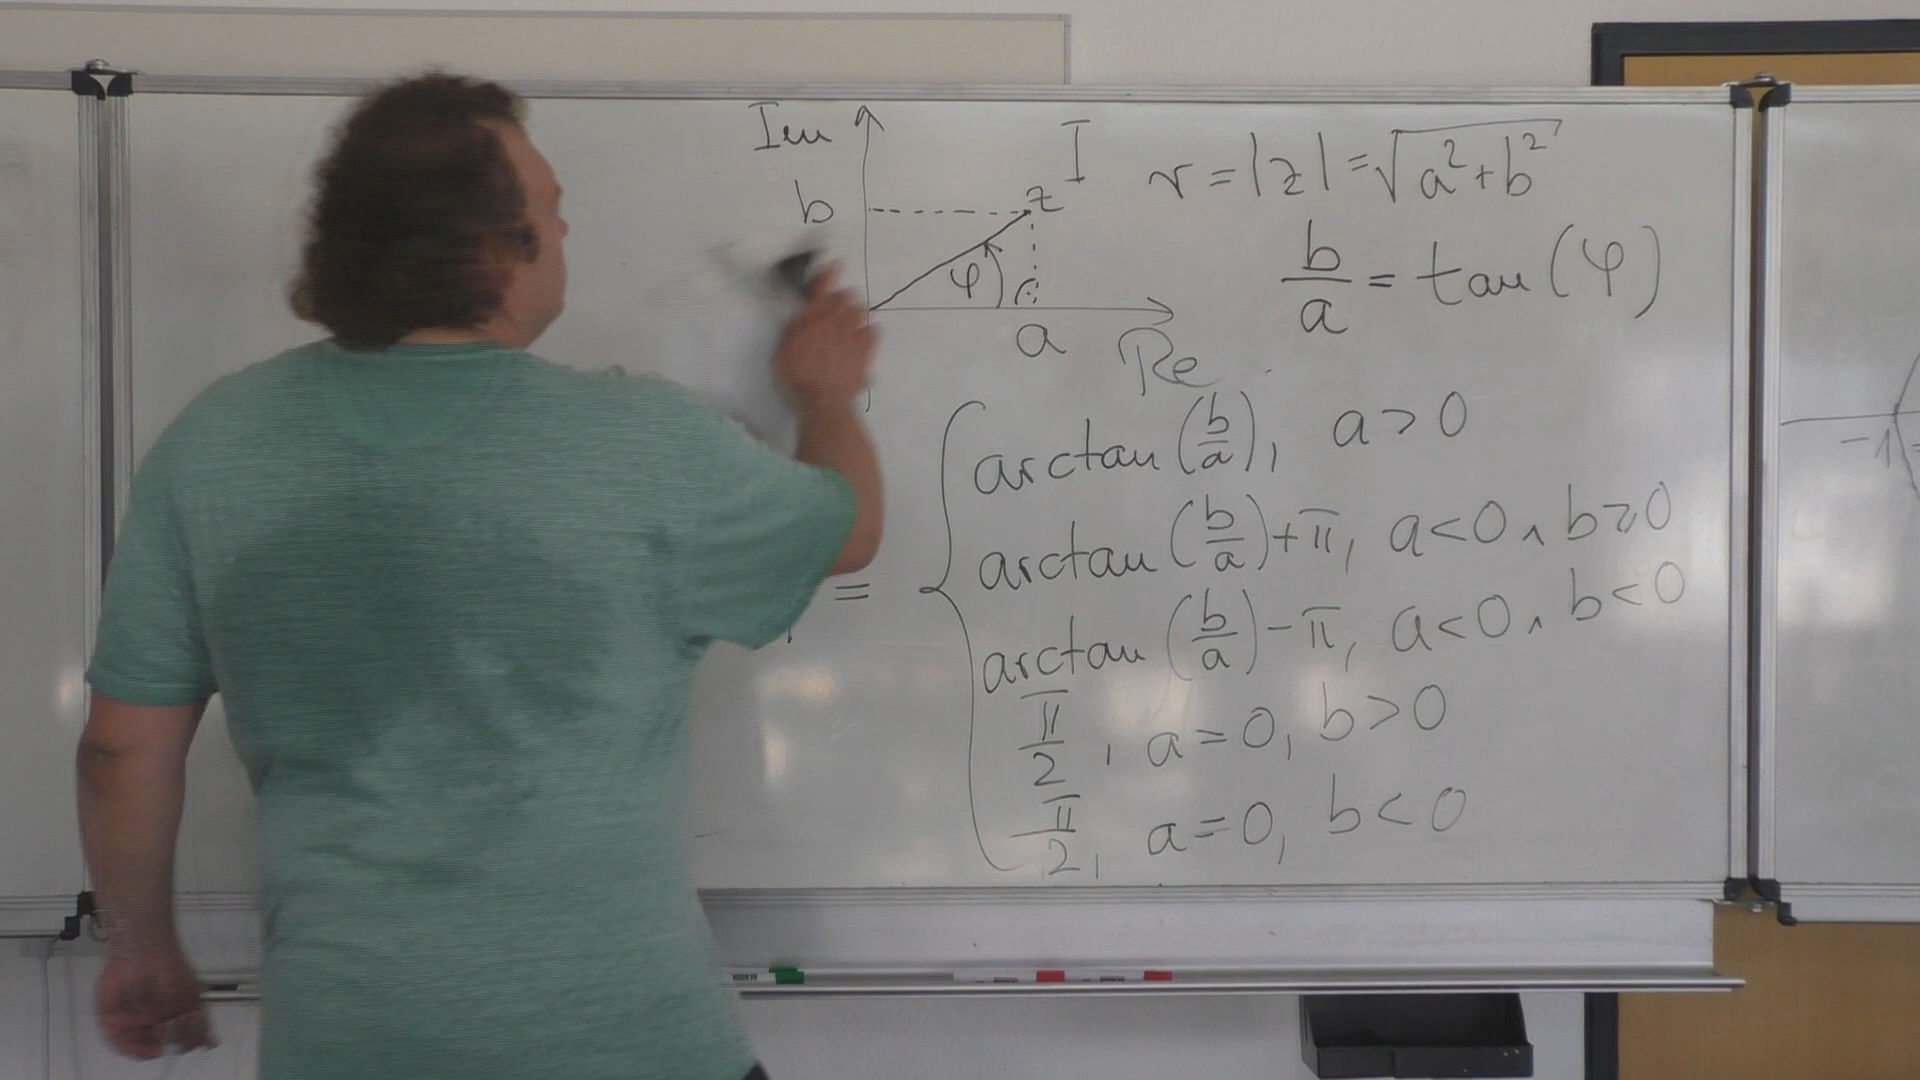 Im
I
r = |z| = √(a² + b²)
b
z
b/a = tan(φ)
φ
a
Re
= { arctan(b/a), a > 0
arctan(b/a) + π, a < 0 ∧ b ≥ 0
arctan(b/a) - π, a < 0 ∧ b < 0
π/2, a = 0, b > 0
-π/2, a = 0, b < 0
-1